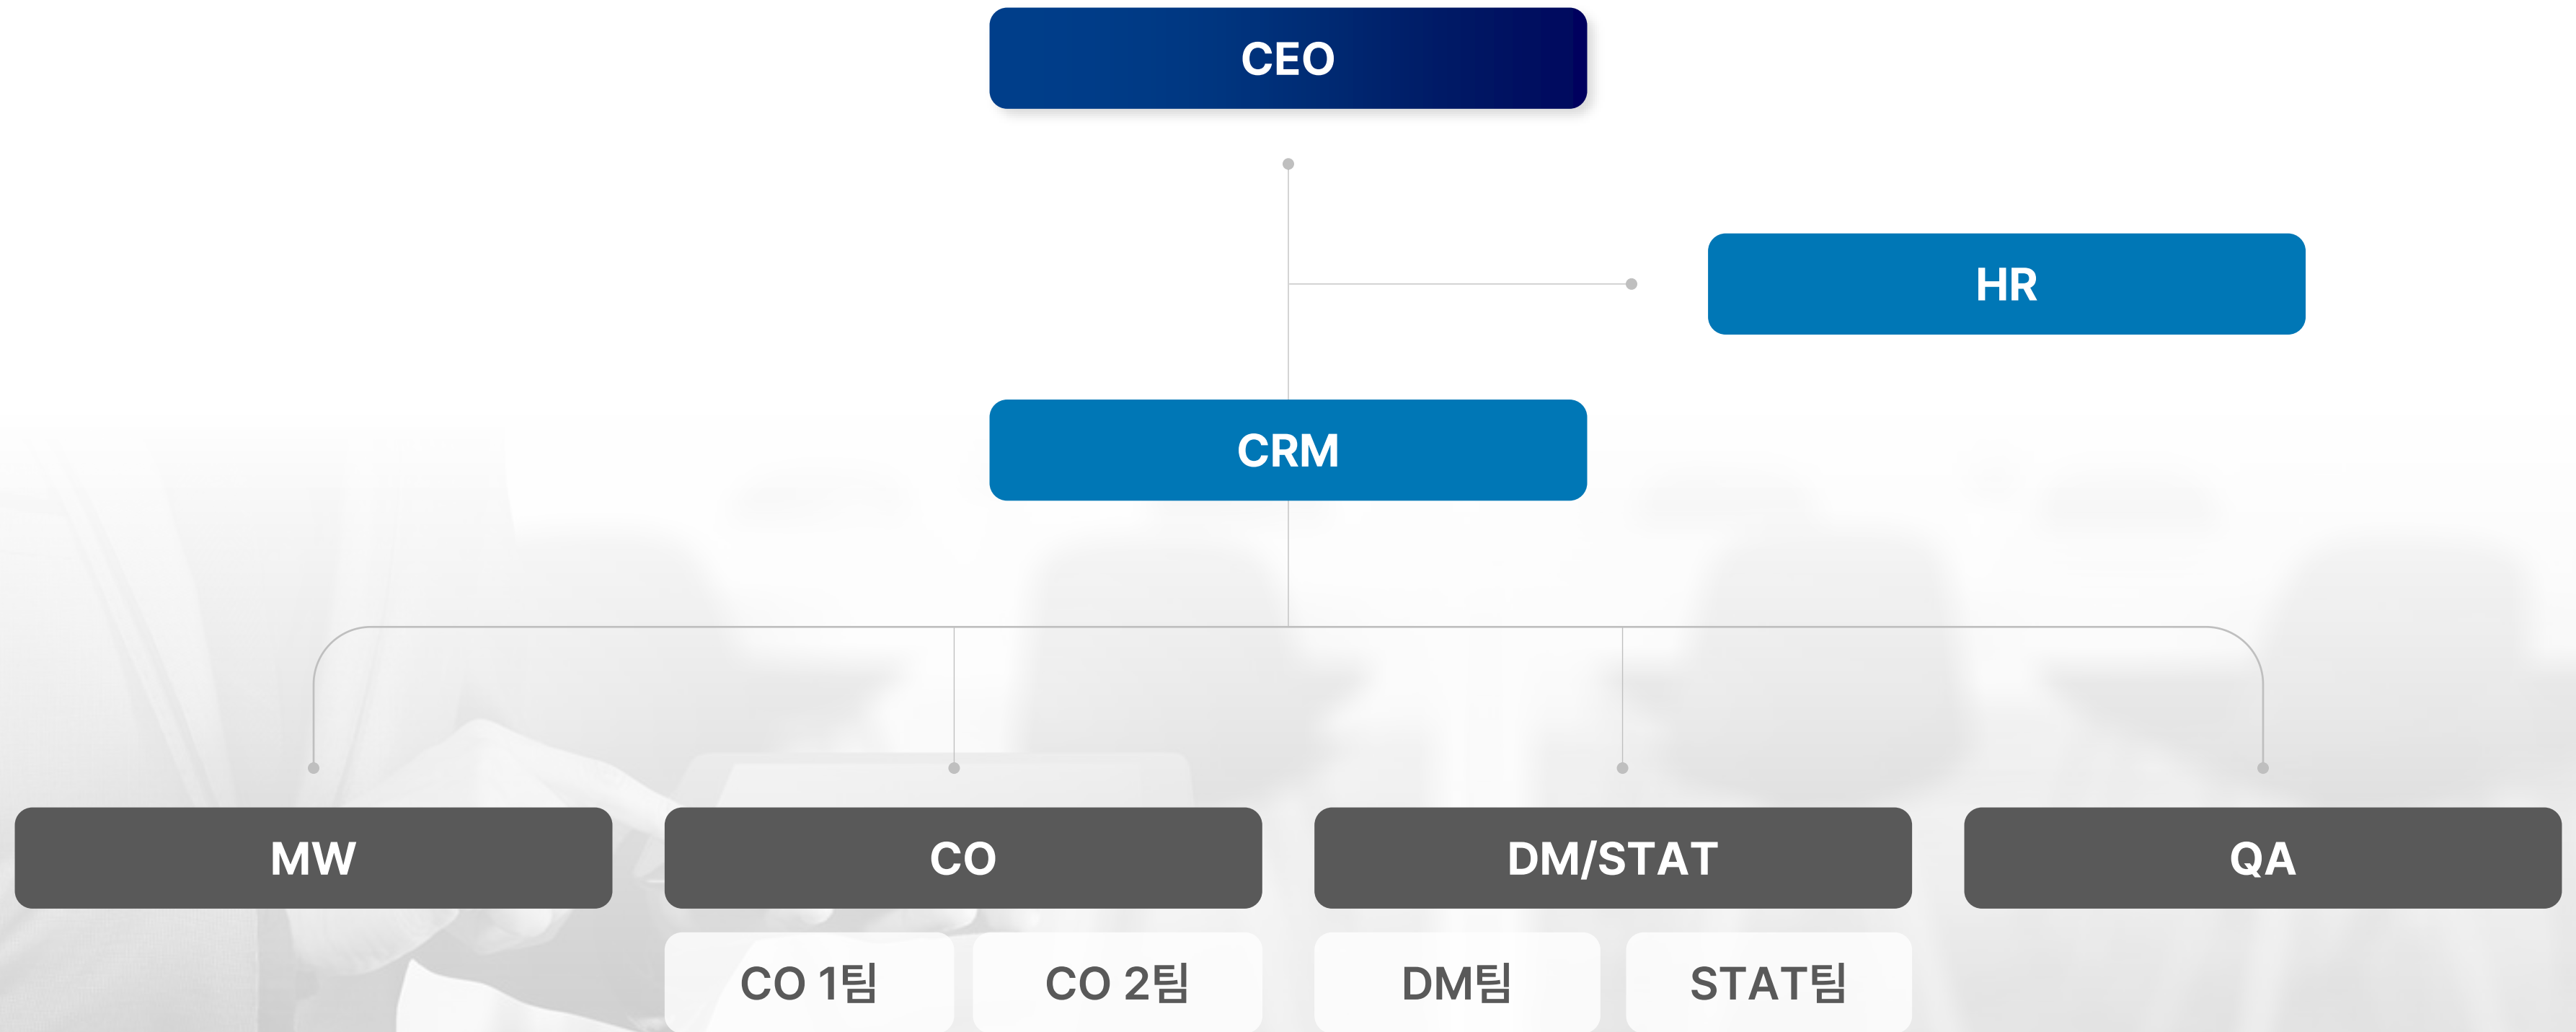 CEO
HR
CRM
MW
CO
DM/STAT
QA
CO 1팀
CO 2팀
DM팀
STAT팀